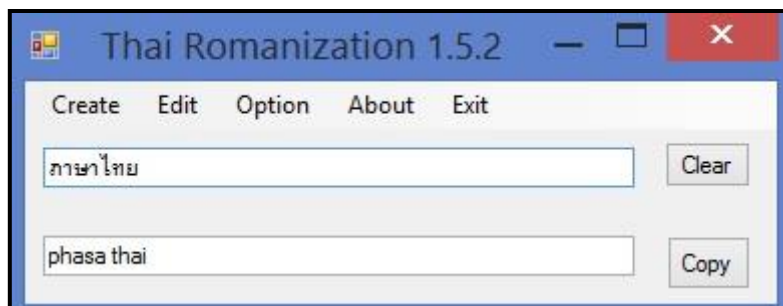 Thai Romanization 1.5.2
Create Edit Option About Exit
ภาษาไทย Clear
phasa thai Copy